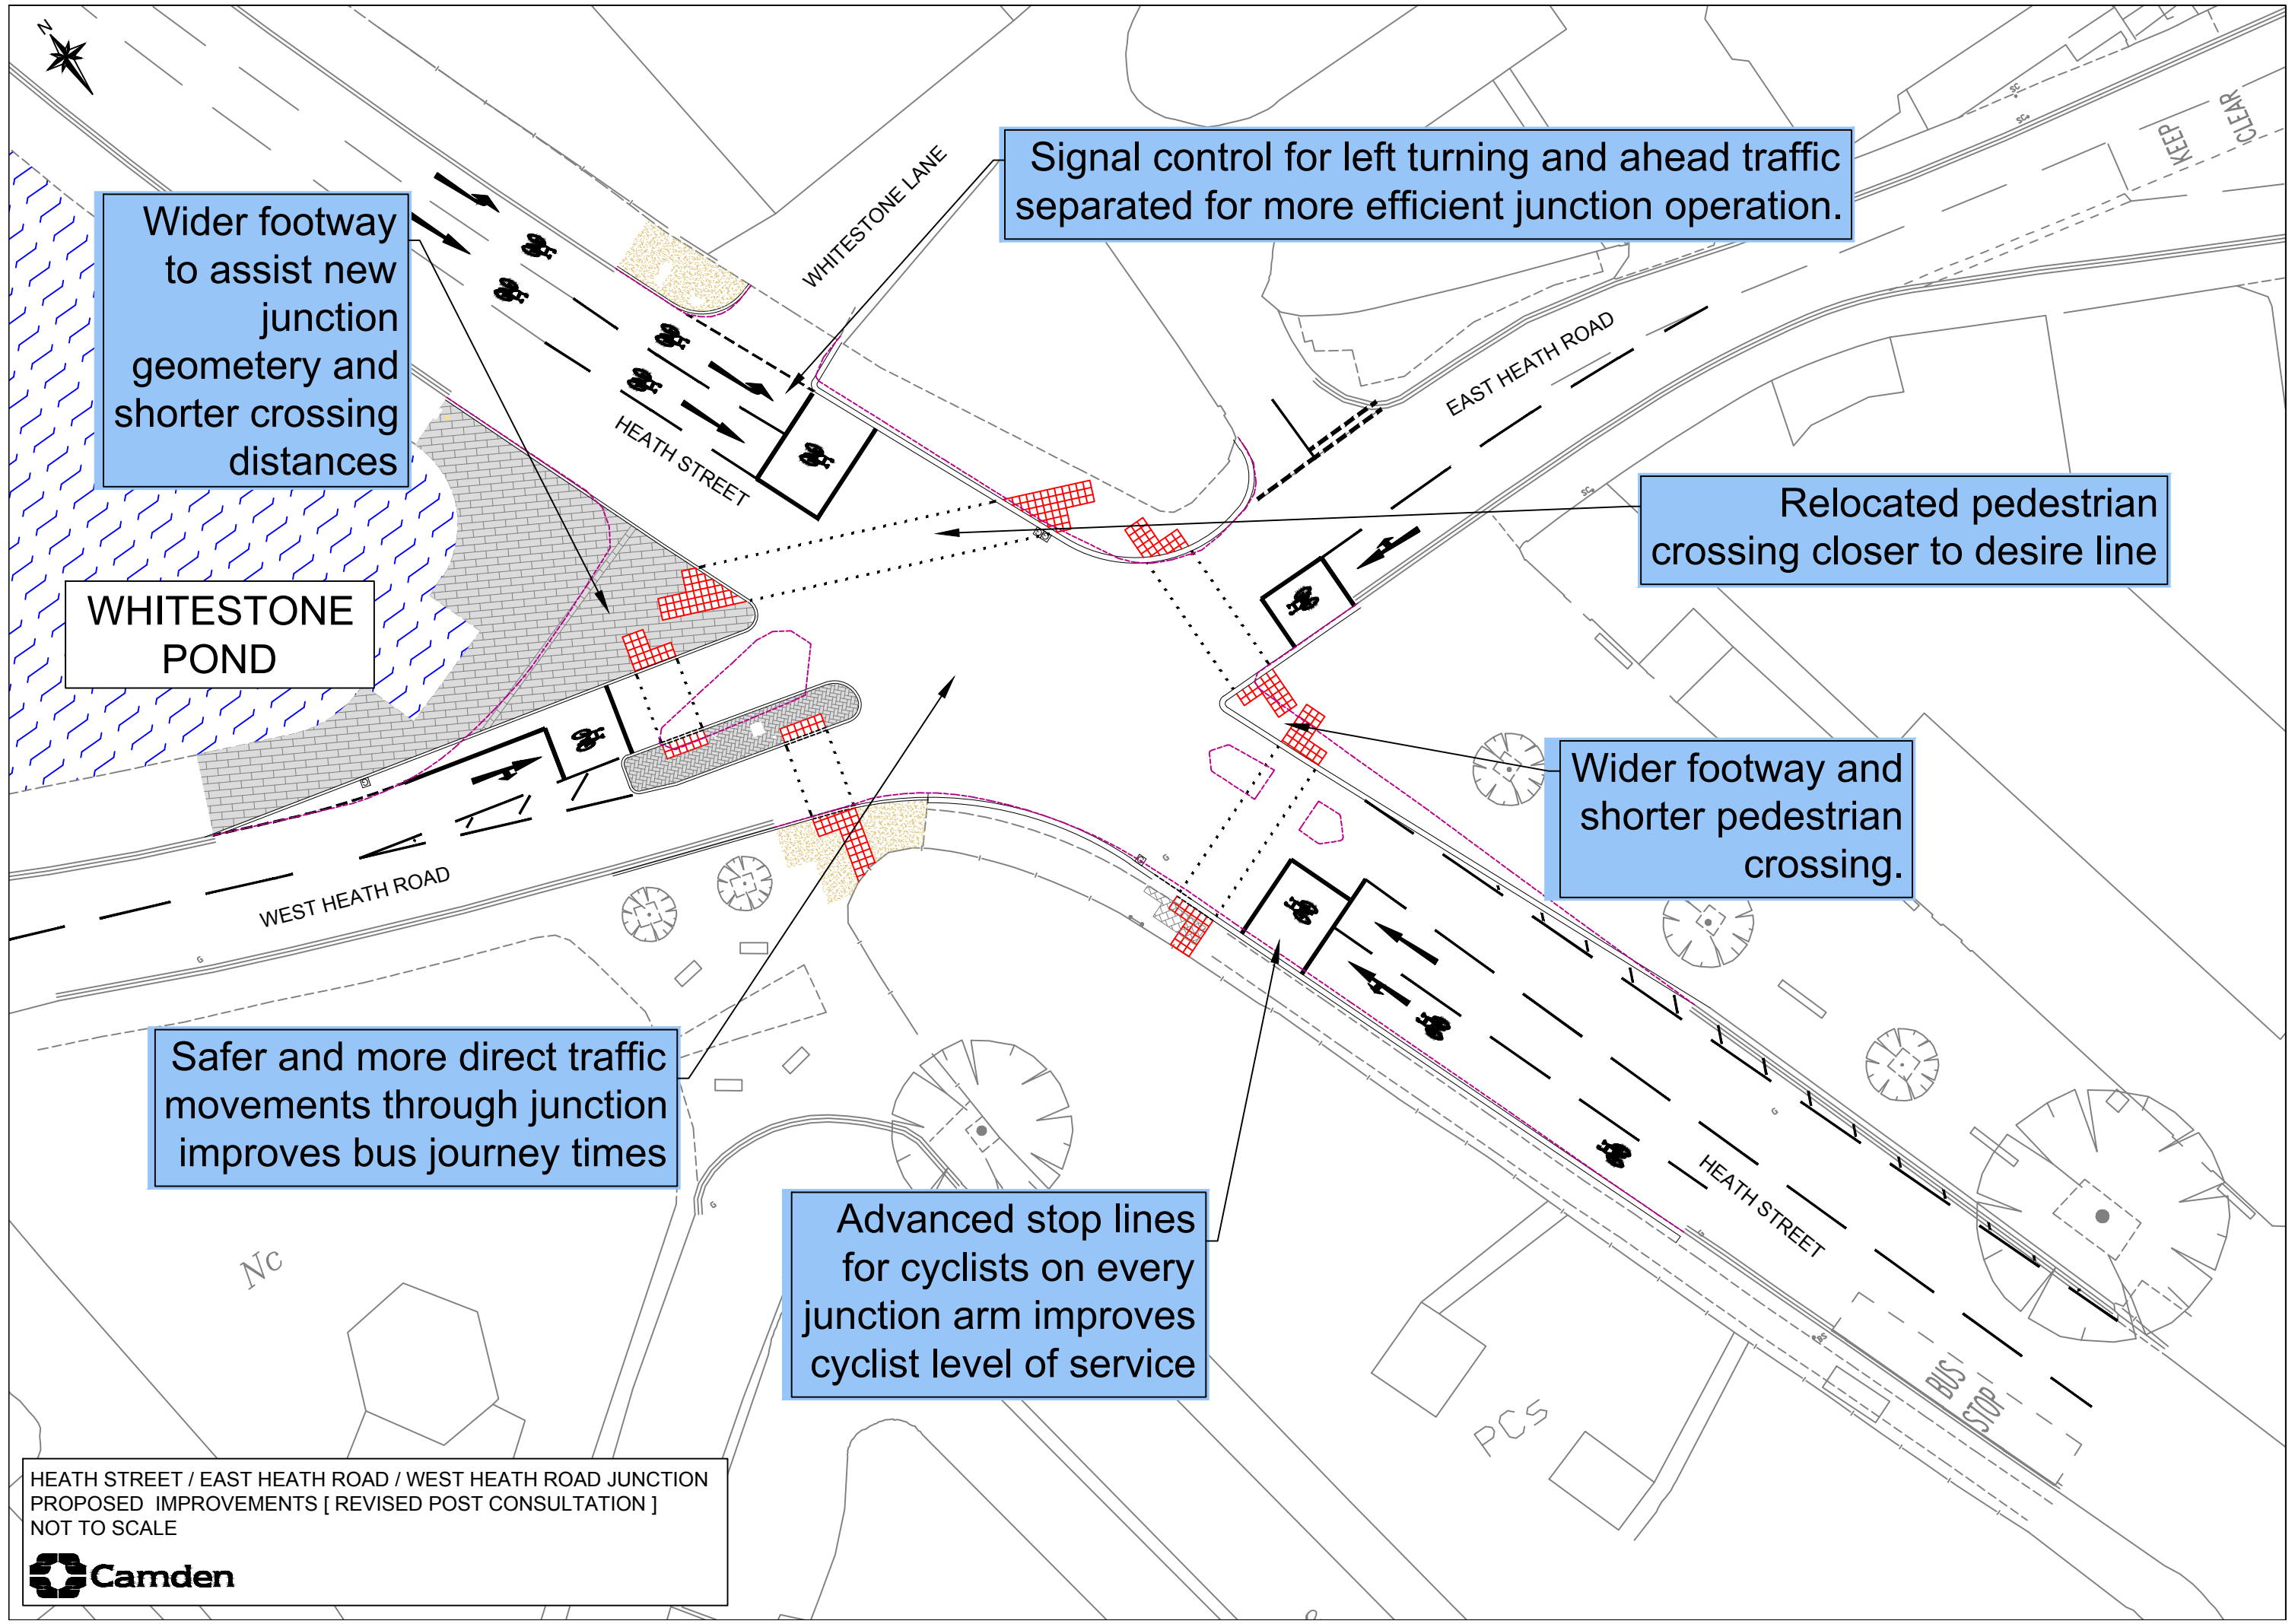 N
Signal control for left turning and ahead traffic
separated for more efficient junction operation.
KEEP
CLEAR
SC
SC
WHITESTONE LANE
Wider footway
to assist new
junction
geometery and
shorter crossing
distances
HEATH STREET
EAST HEATH ROAD
SC
Relocated pedestrian
crossing closer to desire line
WHITESTONE
POND
Wider footway and
shorter pedestrian
crossing.
WEST HEATH ROAD
G
G
G
Safer and more direct traffic
movements through junction
improves bus journey times
G
Advanced stop lines
for cyclists on every
junction arm improves
cyclist level of service
HEATH STREET
BUS
STOP
Nc
PCs
HEATH STREET / EAST HEATH ROAD / WEST HEATH ROAD JUNCTION
PROPOSED IMPROVEMENTS [ REVISED POST CONSULTATION ]
NOT TO SCALE
Camden